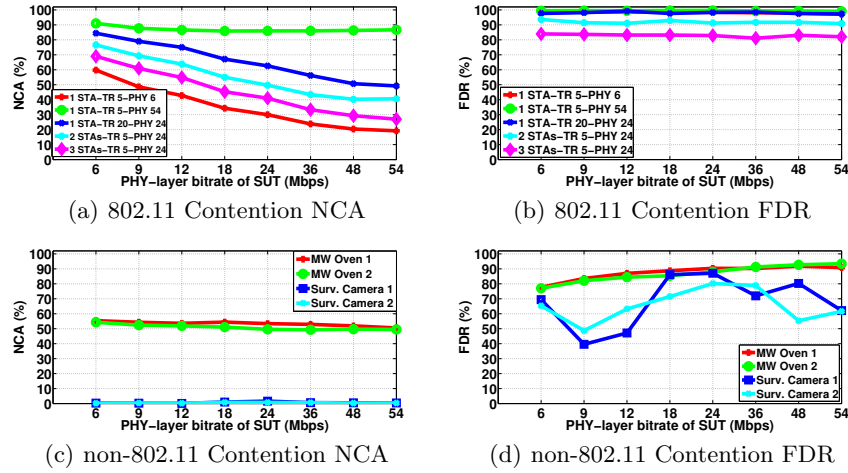 100
90
80
70
60
50
40
30
20
10
0
NCA (%)
1 STA−TR 5−PHY 6
1 STA−TR 5−PHY 54
1 STA−TR 20−PHY 24
2 STAs−TR 5−PHY 24
3 STAs−TR 5−PHY 24
6 9 12 18 24 36 48 54
PHY−layer bitrate of SUT (Mbps)
(a) 802.11 Contention NCA
100
90
80
70
60
50
40
30
20
10
0
FDR (%)
1 STA−TR 5−PHY 6
1 STA−TR 5−PHY 54
1 STA−TR 20−PHY 24
2 STAs−TR 5−PHY 24
3 STAs−TR 5−PHY 24
6 9 12 18 24 36 48 54
PHY−layer bitrate of SUT (Mbps)
(b) 802.11 Contention FDR
100
90
80
70
60
50
40
30
20
10
0
NCA (%)
MW Oven 1
MW Oven 2
Surv. Camera 1
Surv. Camera 2
6 9 12 18 24 36 48 54
PHY−layer bitrate of SUT (Mbps)
(c) non-802.11 Contention NCA
100
90
80
70
60
50
40
30
20
10
0
FDR (%)
MW Oven 1
MW Oven 2
Surv. Camera 1
Surv. Camera 2
6 9 12 18 24 36 48 54
PHY−layer bitrate of SUT (Mbps)
(d) non-802.11 Contention FDR